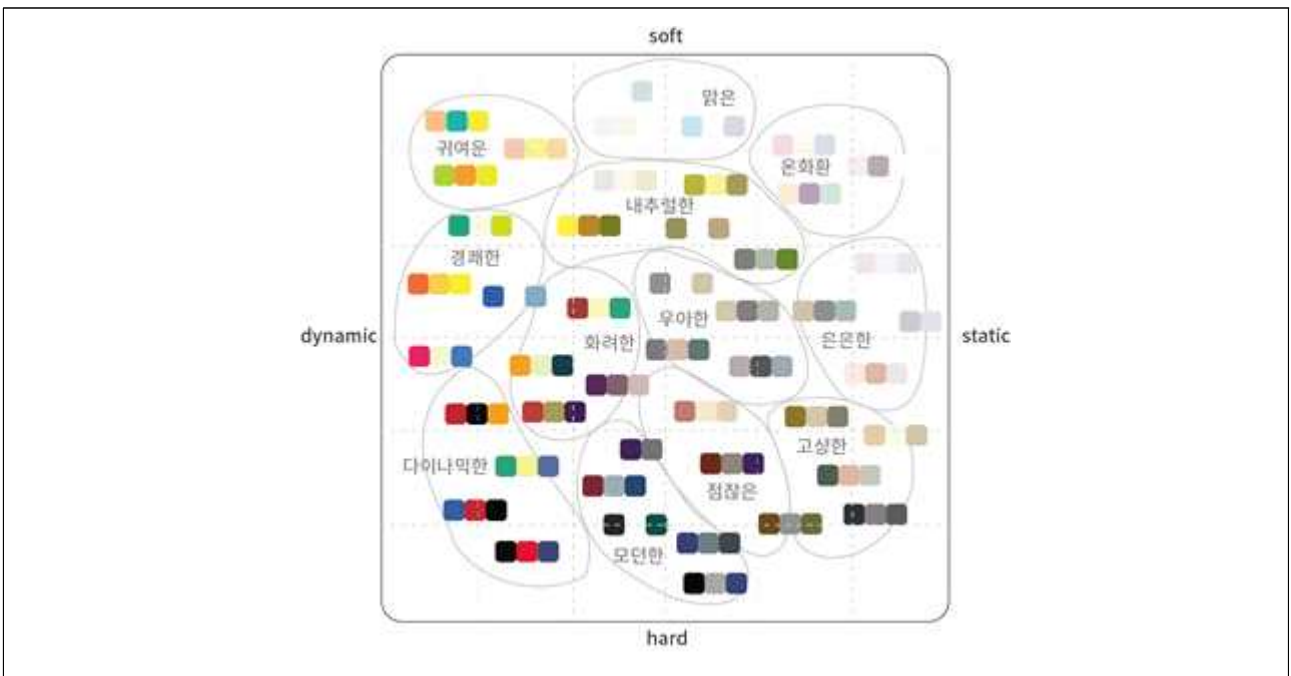 soft
맑은
귀여운
온화환
내추럴한
경쾌한
우아한
dynamic
화려한
은은한
static
고상한
다이나믹한
점잖은
모던한
hard